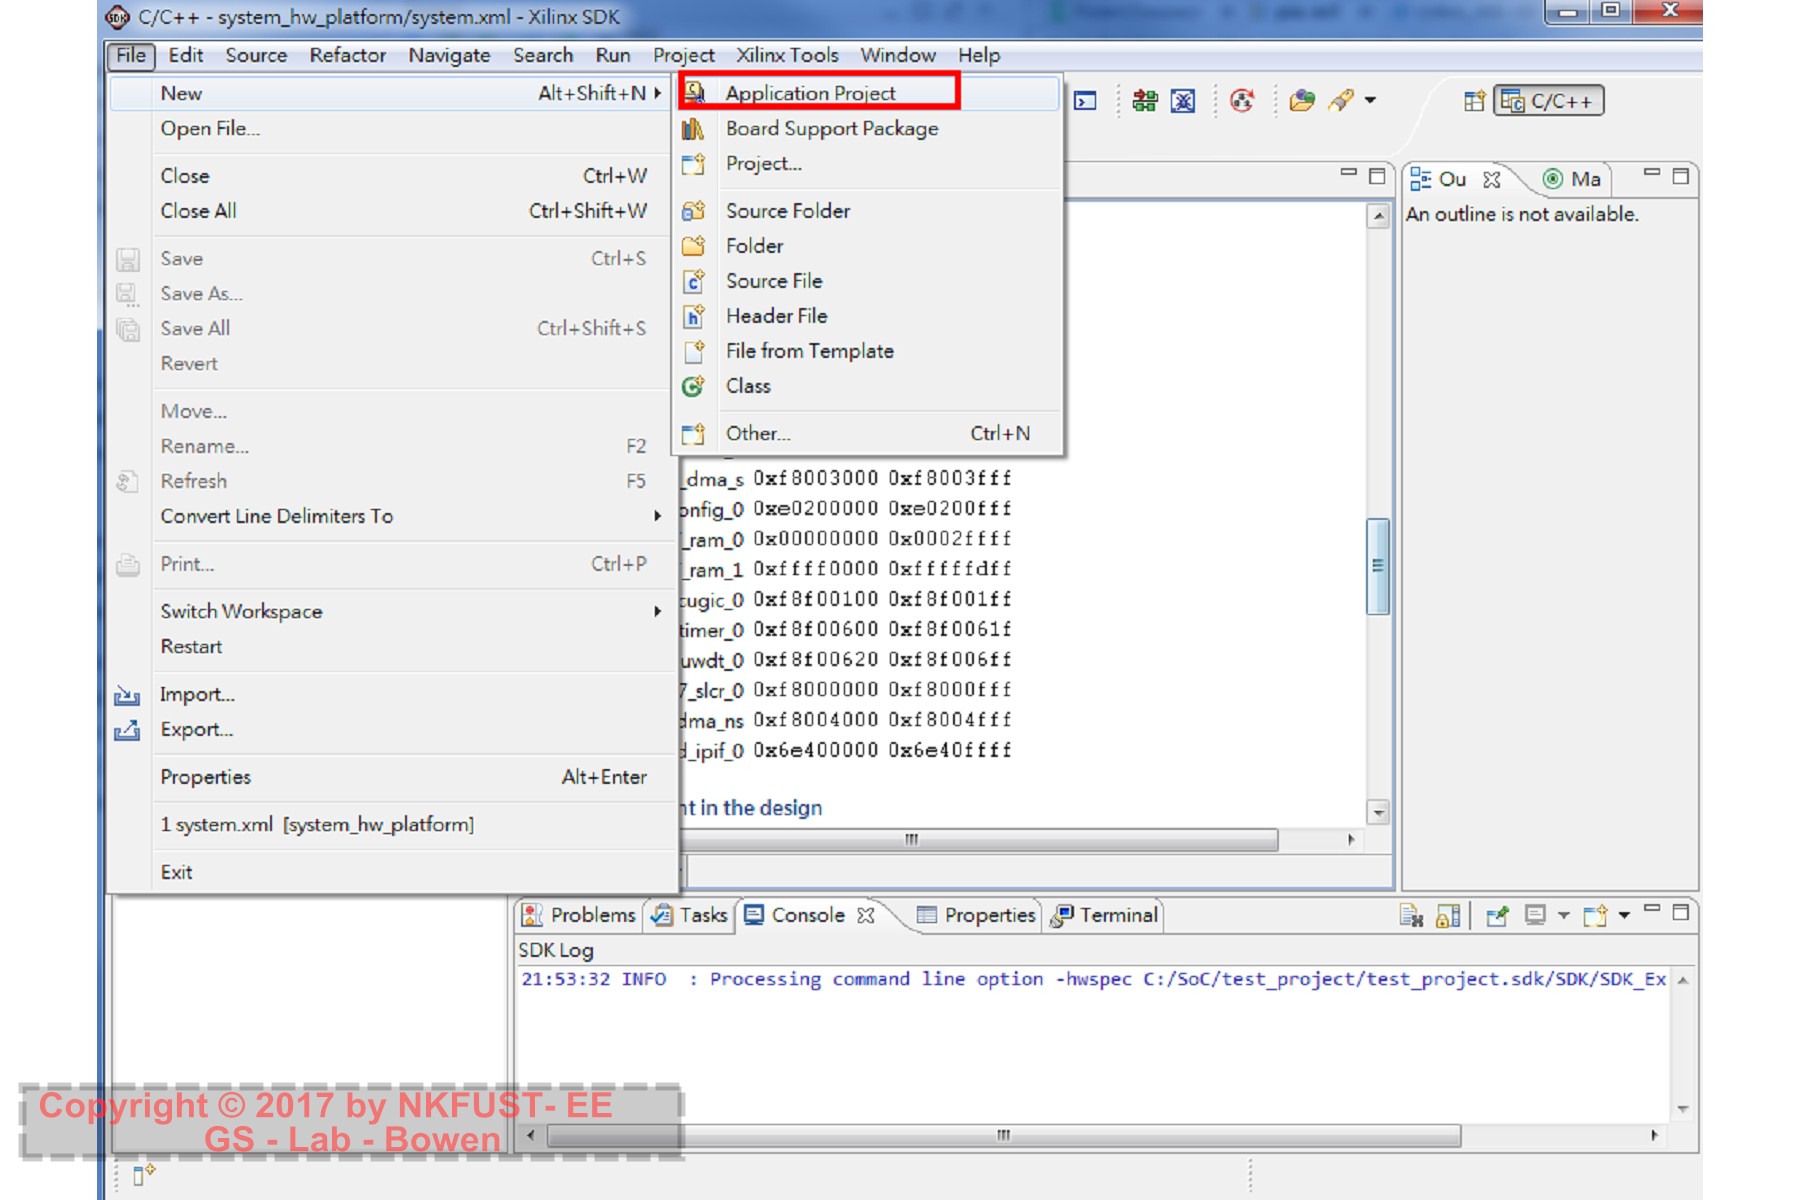 C/C++ - system_hw_platform/system.xml - Xilinx SDK
File Edit Source Refactor Navigate Search Run Project Xilinx Tools Window Help
New Alt+Shift+N
Open File...
Close Ctrl+W
Close All Ctrl+Shift+W
Save Ctrl+S
Save As...
Save All Ctrl+Shift+S
Revert
Move...
Rename... F2
Refresh F5
Convert Line Delimiters To
Print... Ctrl+P
Switch Workspace
Restart
Import...
Export...
Properties Alt+Enter
1 system.xml [system_hw_platform]
Exit
Application Project
Board Support Package
Project...
Source Folder
Folder
Source File
Header File
File from Template
Class
Other... Ctrl+N
C/C++
Ou Ma
An outline is not available.
_dma_s 0xf8003000 0xf8003fff
onfig_0 0xe0200000 0xe0200fff
_ram_0 0x00000000 0x0002ffff
_ram_1 0xffff0000 0xfffffdff
cugic_0 0xf8f00100 0xf8f001ff
timer_0 0xf8f00600 0xf8f0061f
uwdt_0 0xf8f00620 0xf8f006ff
7_slcr_0 0xf8000000 0xf8000fff
dma_ns 0xf8004000 0xf8004fff
d_ipif_0 0x6e400000 0x6e40ffff
nt in the design
Problems Tasks Console Properties Terminal
SDK Log
21:53:32 INFO : Processing command line option -hwspec C:/SoC/test_project/test_project.sdk/SDK/SDK_Ex
Copyright © 2017 by NKFUST- EE
GS - Lab - Bowen